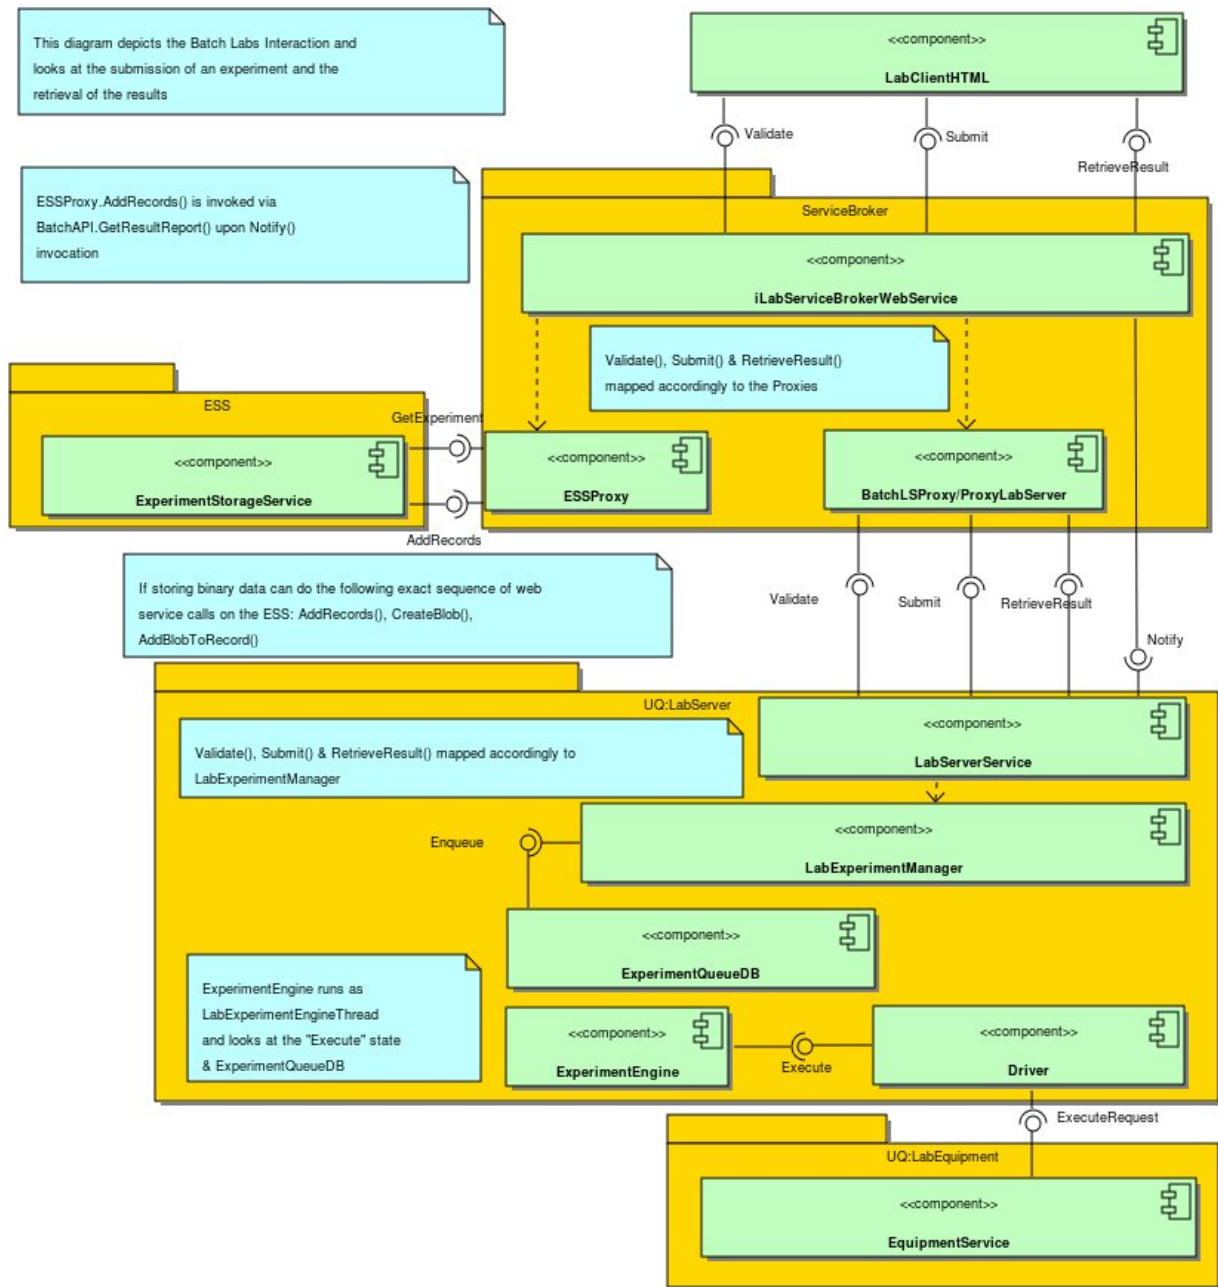 This diagram depicts the Batch Labs Interaction and
looks at the submission of an experiment and the
retrieval of the results
<<component>>
LabClientHTML
Validate
Submit
RetrieveResult
ESSProxy.AddRecords() is invoked via
BatchAPI.GetResultReport() upon Notify()
invocation
ServiceBroker
<<component>>
iLabServiceBrokerWebService
Validate(), Submit() & RetrieveResult()
mapped accordingly to the Proxies
ESS
GetExperiment
<<component>>
ExperimentStorageService
<<component>>
ESSProxy
<<component>>
BatchLSProxy/ProxyLabServer
AddRecords
If storing binary data can do the following exact sequence of web
service calls on the ESS: AddRecords(), CreateBlob(),
AddBlobToRecord()
Validate
Submit
RetrieveResult
Notify
UQ:LabServer
Validate(), Submit() & RetrieveResult() mapped accordingly to
LabExperimentManager
<<component>>
LabServerService
Enqueue
<<component>>
LabExperimentManager
<<component>>
ExperimentQueueDB
ExperimentEngine runs as
LabExperimentEngineThread
and looks at the "Execute" state
& ExperimentQueueDB
<<component>>
ExperimentEngine
Execute
<<component>>
Driver
ExecuteRequest
UQ:LabEquipment
<<component>>
EquipmentService